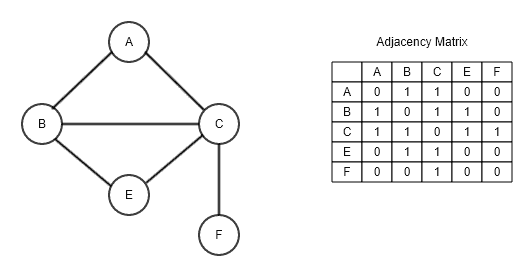 A
B
C
E
F
Adjacency Matrix
A B C E F
A 0 1 1 0 0
B 1 0 1 1 0
C 1 1 0 1 1
E 0 1 1 0 0
F 0 0 1 0 0